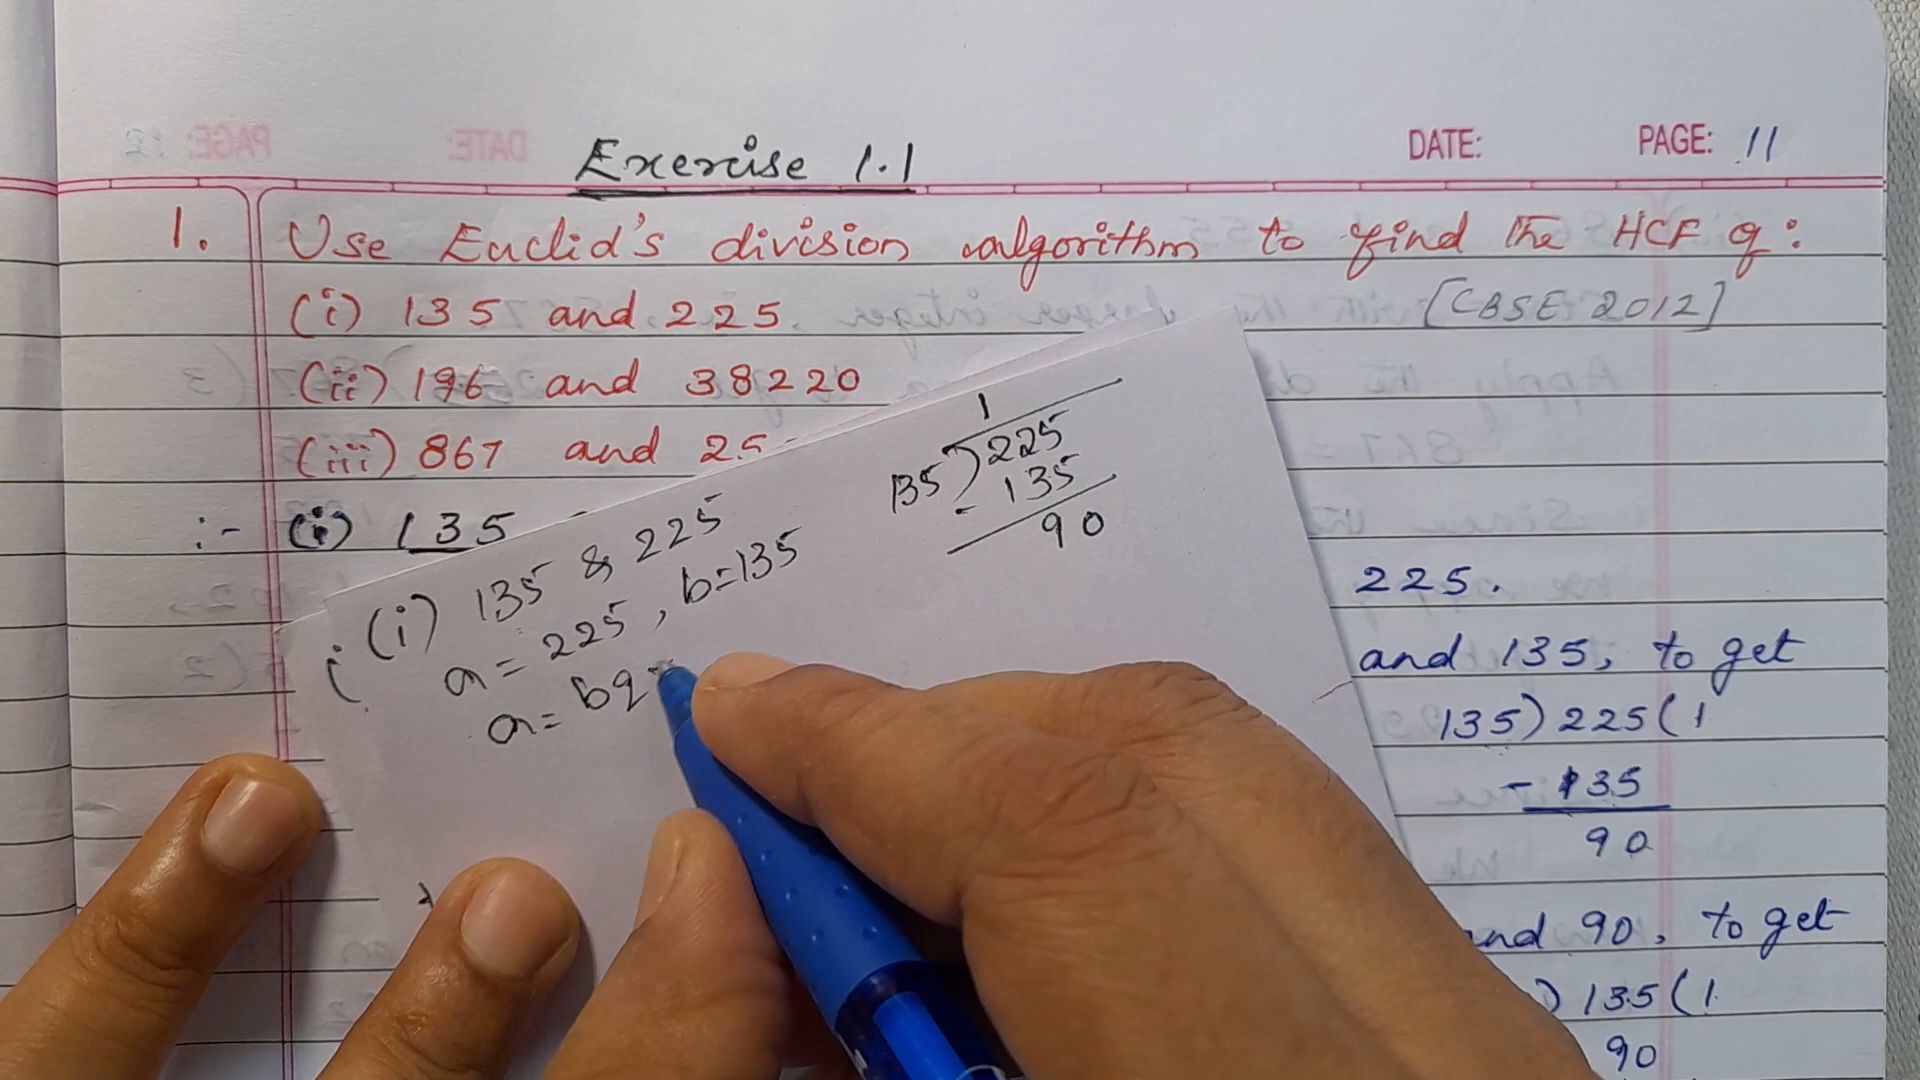 DATE: PAGE: 11
Exercise 1.1
1. Use Euclid's division algorithm to find the HCF of:
(i) 135 and 225 [CBSE 2012]
(ii) 196 and 38220
(iii) 867 and 25
:- (i) 135
225.
and 135, to get
135)225(1
- 135
90
and 90, to get
) 135(1
90
(i) 135 & 225
a = 225, b=135
a= bq
1
135)225
- 135
90